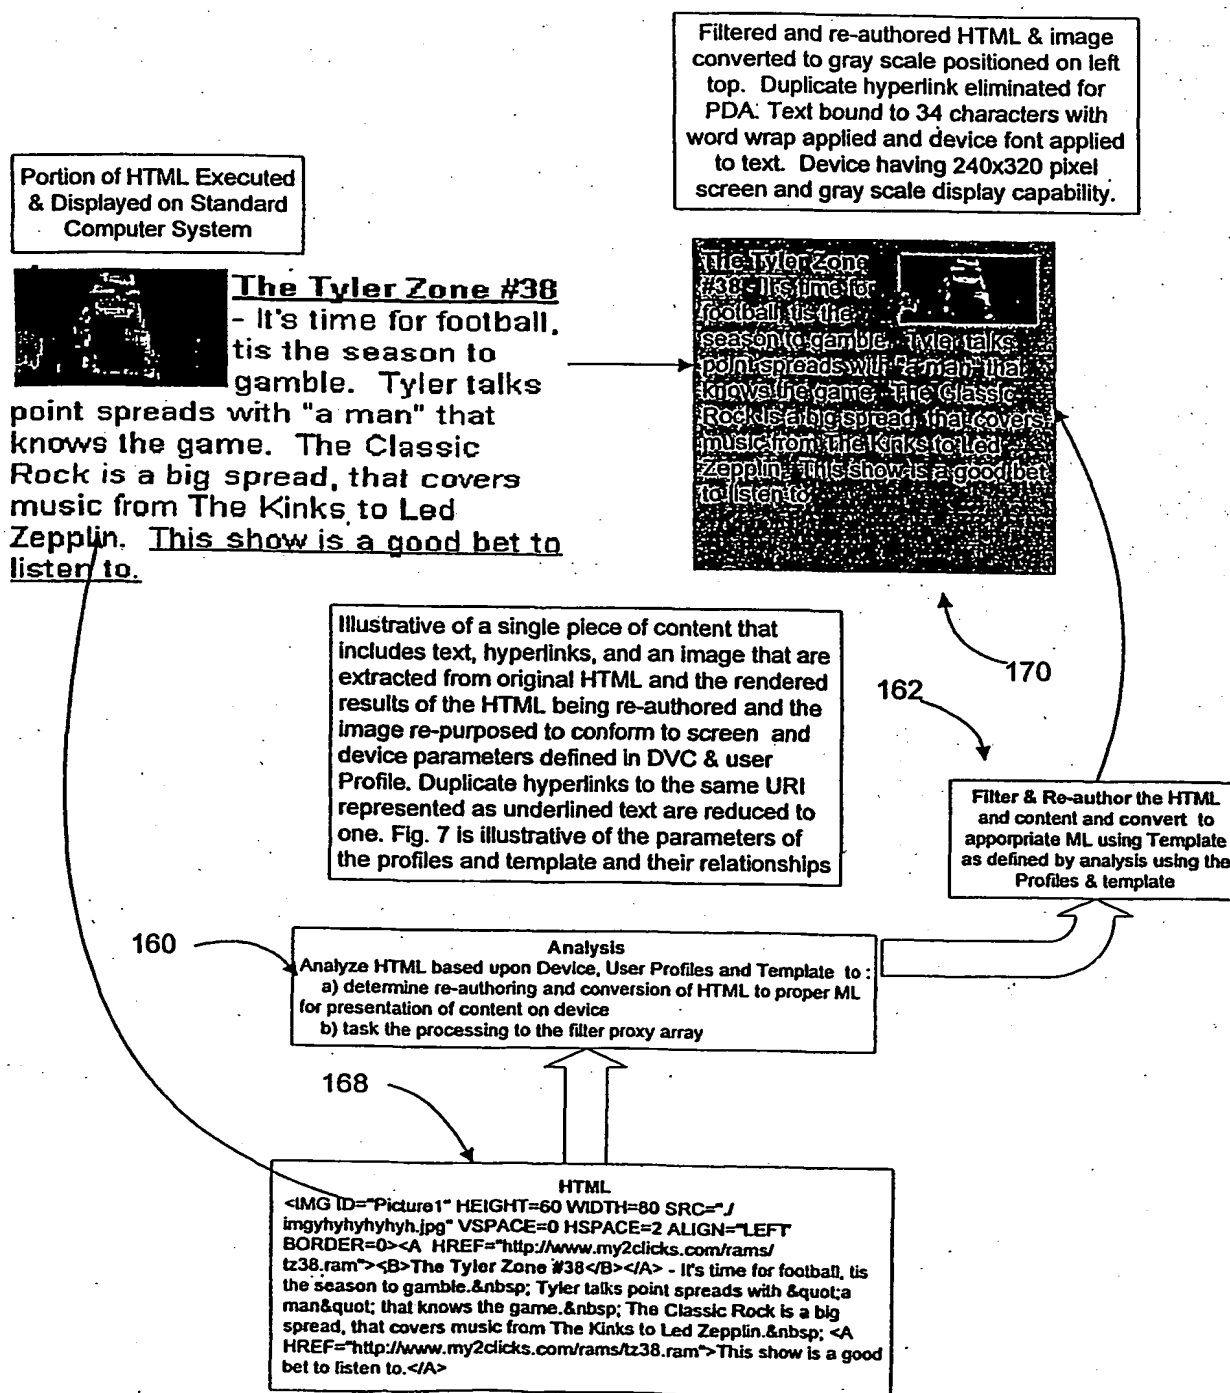 Filtered and re-authored HTML & image
converted to gray scale positioned on left
top. Duplicate hyperlink eliminated for
PDA. Text bound to 34 characters with
word wrap applied and device font applied
to text. Device having 240x320 pixel
screen and gray scale display capability.
Portion of HTML Executed
& Displayed on Standard
Computer System
The Tyler Zone #38
- It's time for football,
tis the season to
gamble. Tyler talks
point spreads with "a man" that
knows the game. The Classic
Rock is a big spread, that covers
music from The Kinks to Led
Zepplin. This show is a good bet to
listen to.
The Tyler Zone
#38 - It's time for
football, tis the
season to gamble. Tyler talks
point spreads with "a man" that
knows the game. The Classic
Rock is a big spread, that covers
music from The Kinks to Led
Zepplin. This show is a good bet
to listen to.
170
Illustrative of a single piece of content that
includes text, hyperlinks, and an image that are
extracted from original HTML and the rendered
results of the HTML being re-authored and the
image re-purposed to conform to screen and
device parameters defined in DVC & user
Profile. Duplicate hyperlinks to the same URI
represented as underlined text are reduced to
one. Fig. 7 is illustrative of the parameters of
the profiles and template and their relationships
162
Filter & Re-author the HTML
and content and convert to
apporpriate ML using Template
as defined by analysis using the
Profiles & template
160
Analysis
Analyze HTML based upon Device, User Profiles and Template to :
a) determine re-authoring and conversion of HTML to proper ML
for presentation of content on device
b) task the processing to the filter proxy array
168
HTML
<IMG ID="Picture1" HEIGHT=60 WIDTH=80 SRC="./
imgyhyhyhyhyh.jpg" VSPACE=0 HSPACE=2 ALIGN="LEFT"
BORDER=0><A HREF="http://www.my2clicks.com/rams/
tz38.ram"><B>The Tyler Zone #38</B></A> - It's time for football, tis
the season to gamble.&nbsp; Tyler talks point spreads with &quot;a
man&quot; that knows the game.&nbsp; The Classic Rock is a big
spread, that covers music from The Kinks to Led Zepplin.&nbsp; <A
HREF="http://www.my2clicks.com/rams/tz38.ram">This show is a good
bet to listen to.</A>